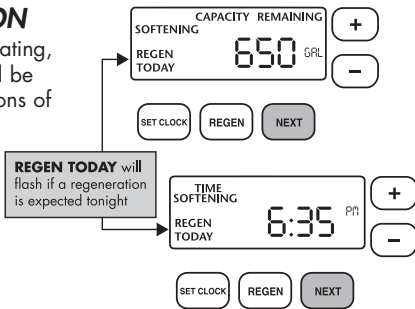 ON
ating,
l be
ons of
CAPACITY REMAINING
SOFTENING
REGEN
TODAY
650 GAL
+
−
SET CLOCK
REGEN
NEXT
REGEN TODAY will
flash if a regeneration
is expected tonight
TIME
SOFTENING
REGEN
TODAY
6:35 PM
+
−
SET CLOCK
REGEN
NEXT